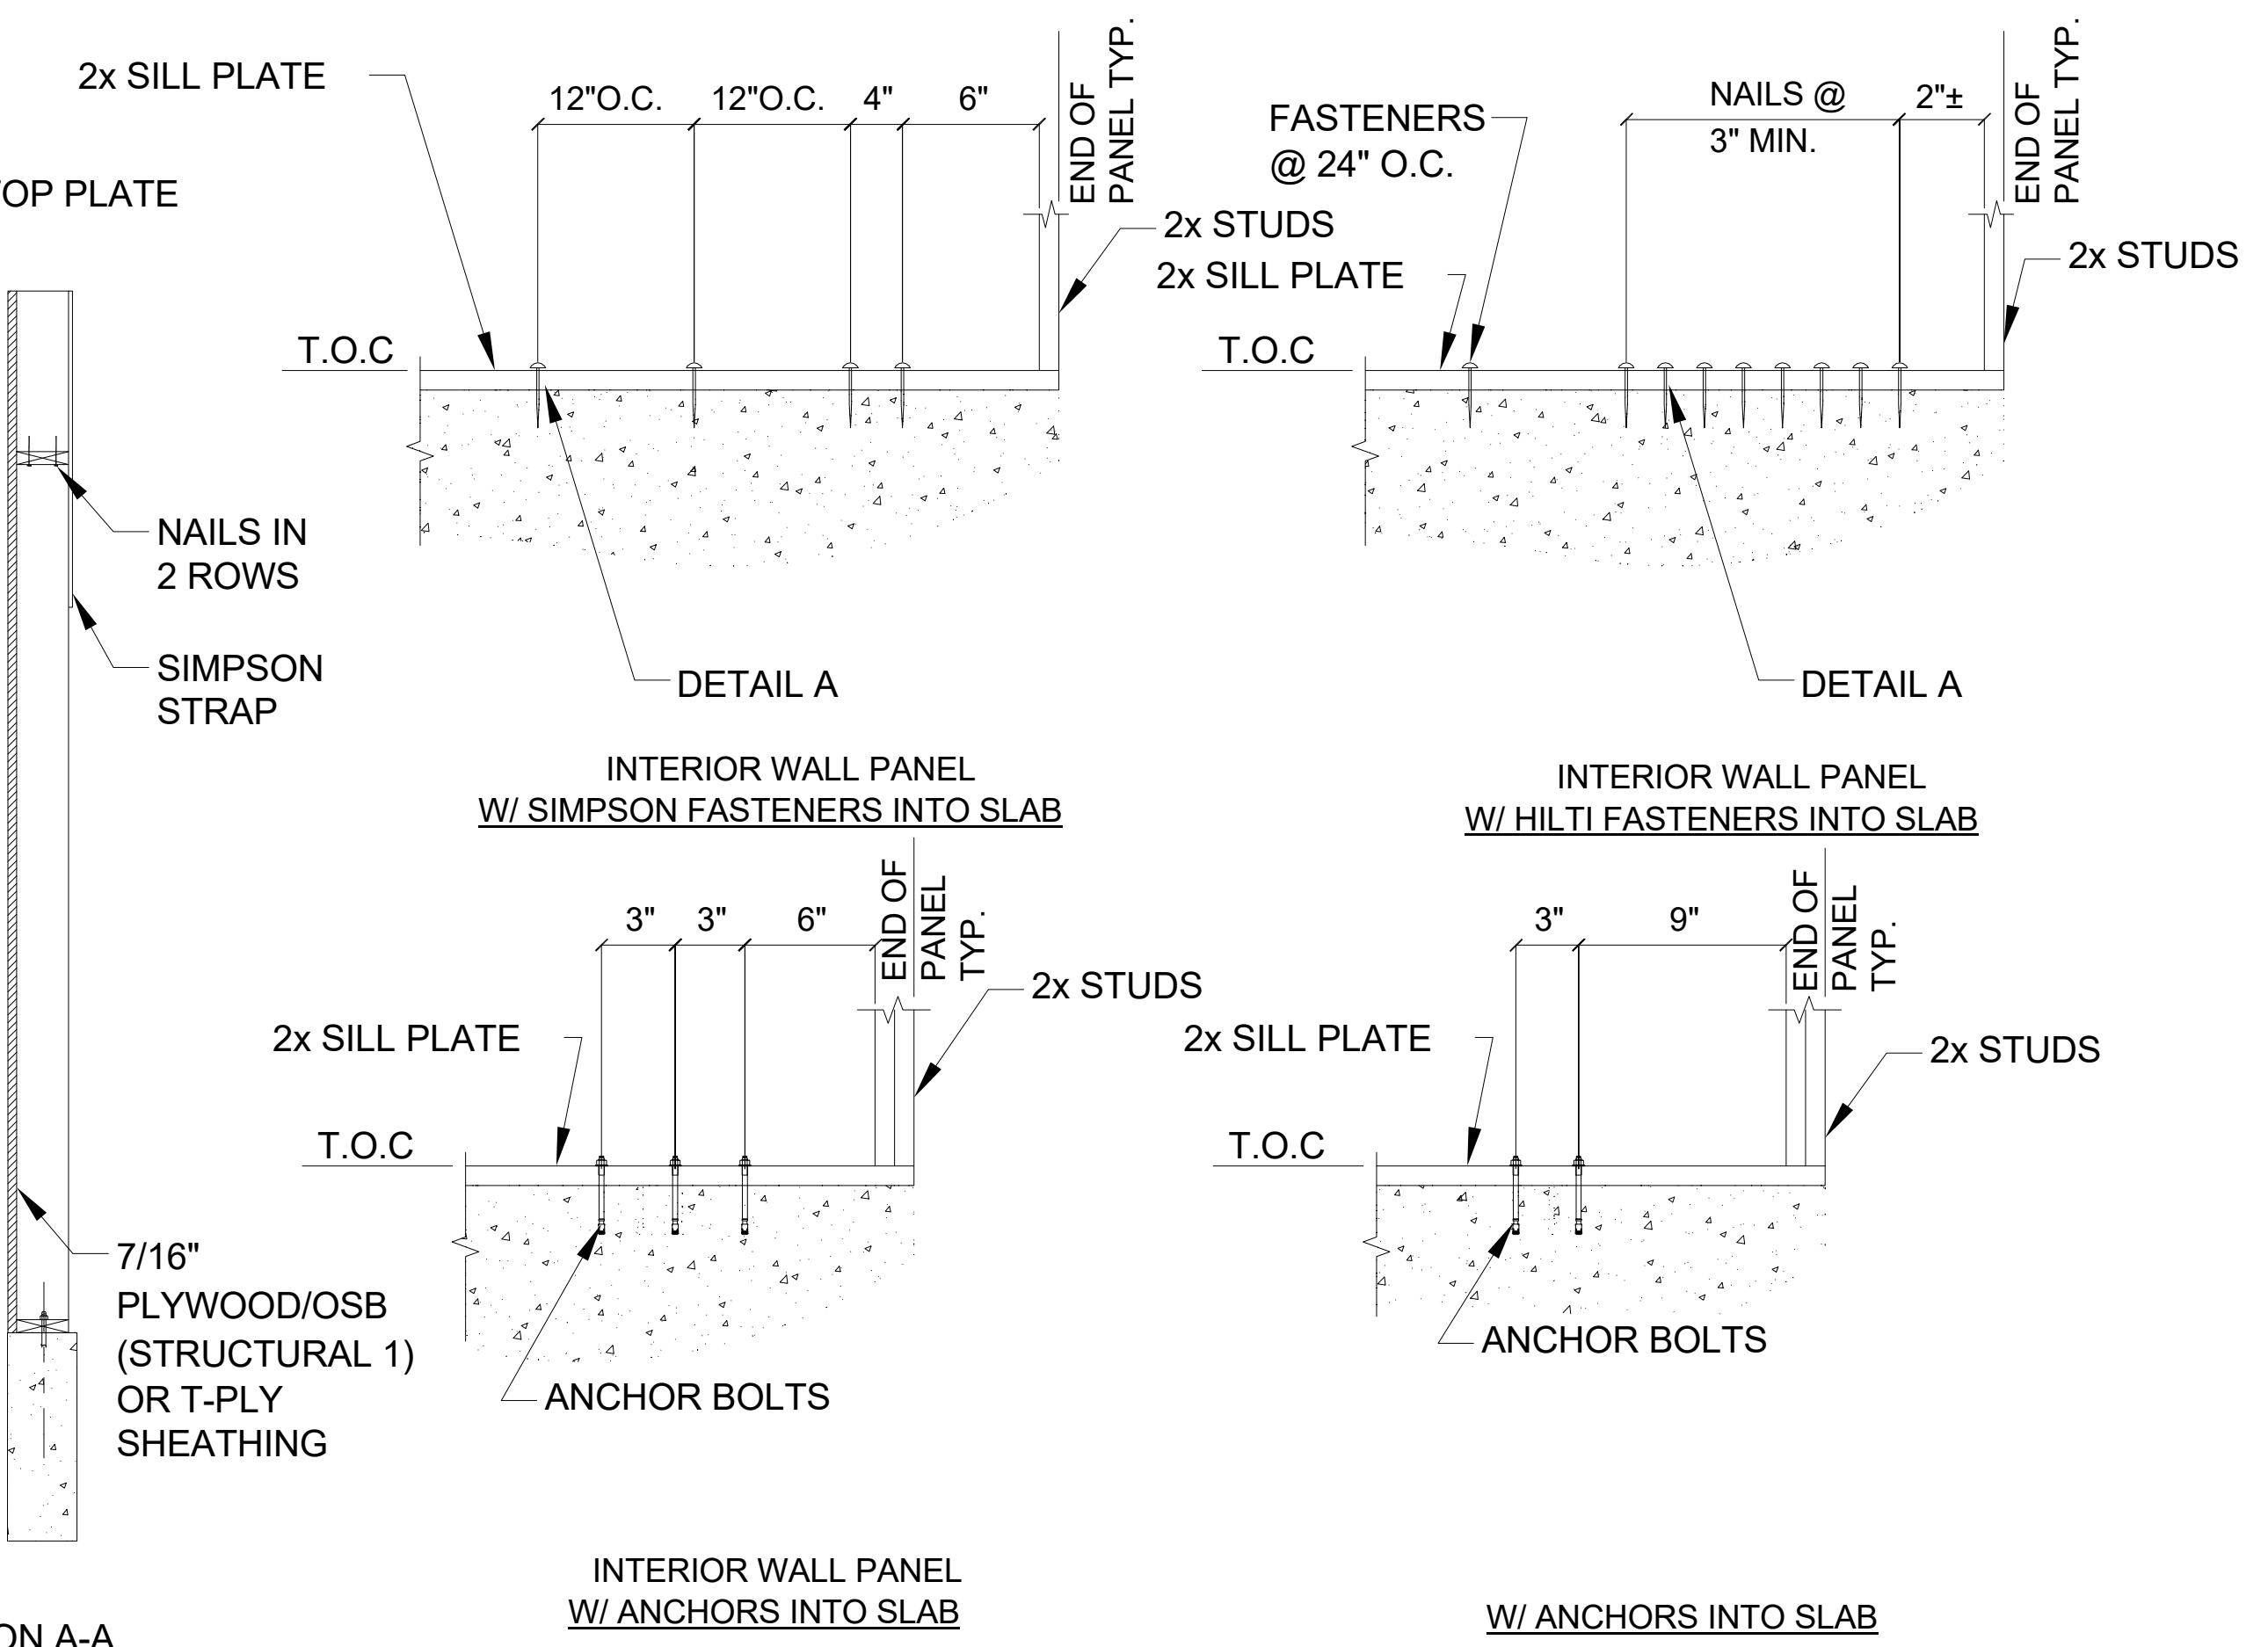 2x SILL PLATE
TOP PLATE
NAILS IN
2 ROWS
SIMPSON
STRAP
7/16"
PLYWOOD/OSB
(STRUCTURAL 1)
OR T-PLY
SHEATHING
ON A-A
12"O.C.
12"O.C.
4"
6"
END OF
PANEL TYP.
2x STUDS
T.O.C
DETAIL A
INTERIOR WALL PANEL
W/ SIMPSON FASTENERS INTO SLAB
FASTENERS
@ 24" O.C.
NAILS @
3" MIN.
2"±
END OF
PANEL TYP.
2x STUDS
2x SILL PLATE
T.O.C
DETAIL A
INTERIOR WALL PANEL
W/ HILTI FASTENERS INTO SLAB
3"
3"
6"
END OF
PANEL
TYP.
2x STUDS
2x SILL PLATE
T.O.C
ANCHOR BOLTS
INTERIOR WALL PANEL
W/ ANCHORS INTO SLAB
3"
9"
END OF
PANEL
TYP.
2x STUDS
2x SILL PLATE
T.O.C
ANCHOR BOLTS
W/ ANCHORS INTO SLAB